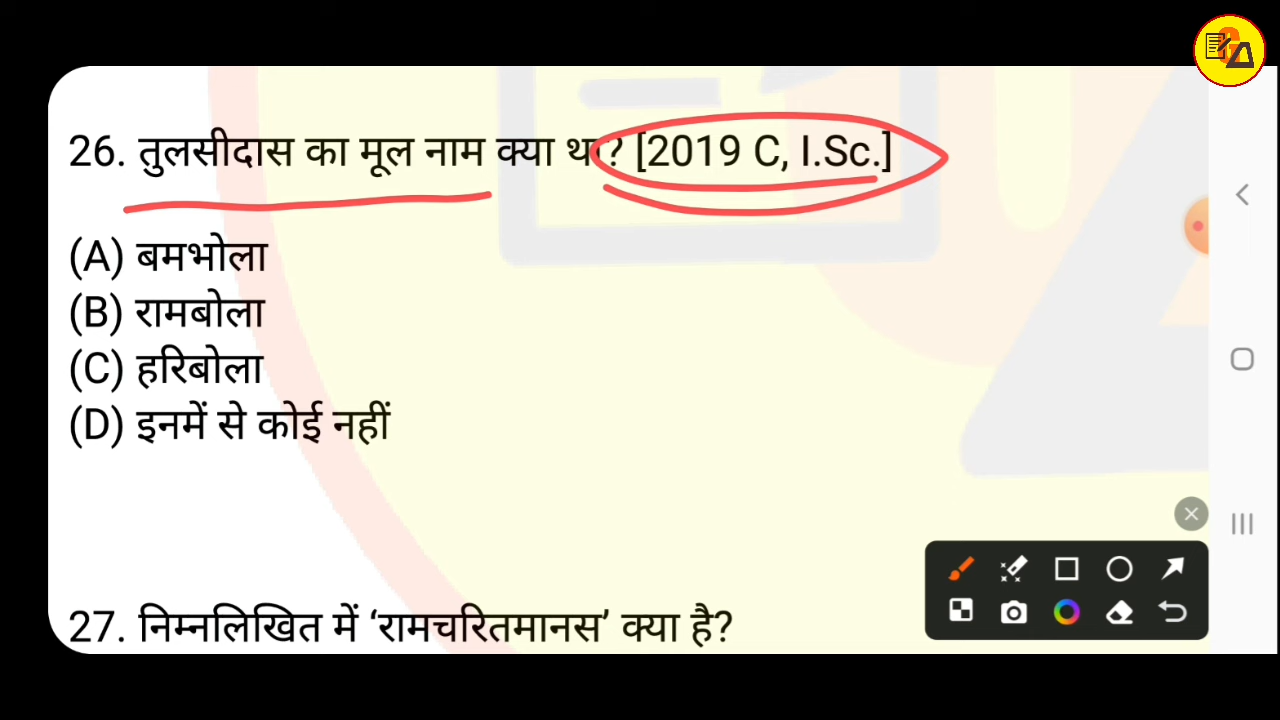 26. तुलसीदास का मूल नाम क्या था? [2019 C, I.Sc.]
(A) बमभोला
(B) रामबोला
(C) हरिबोला
(D) इनमें से कोई नहीं
27. निम्नलिखित में ‘रामचरितमानस’ क्या है?